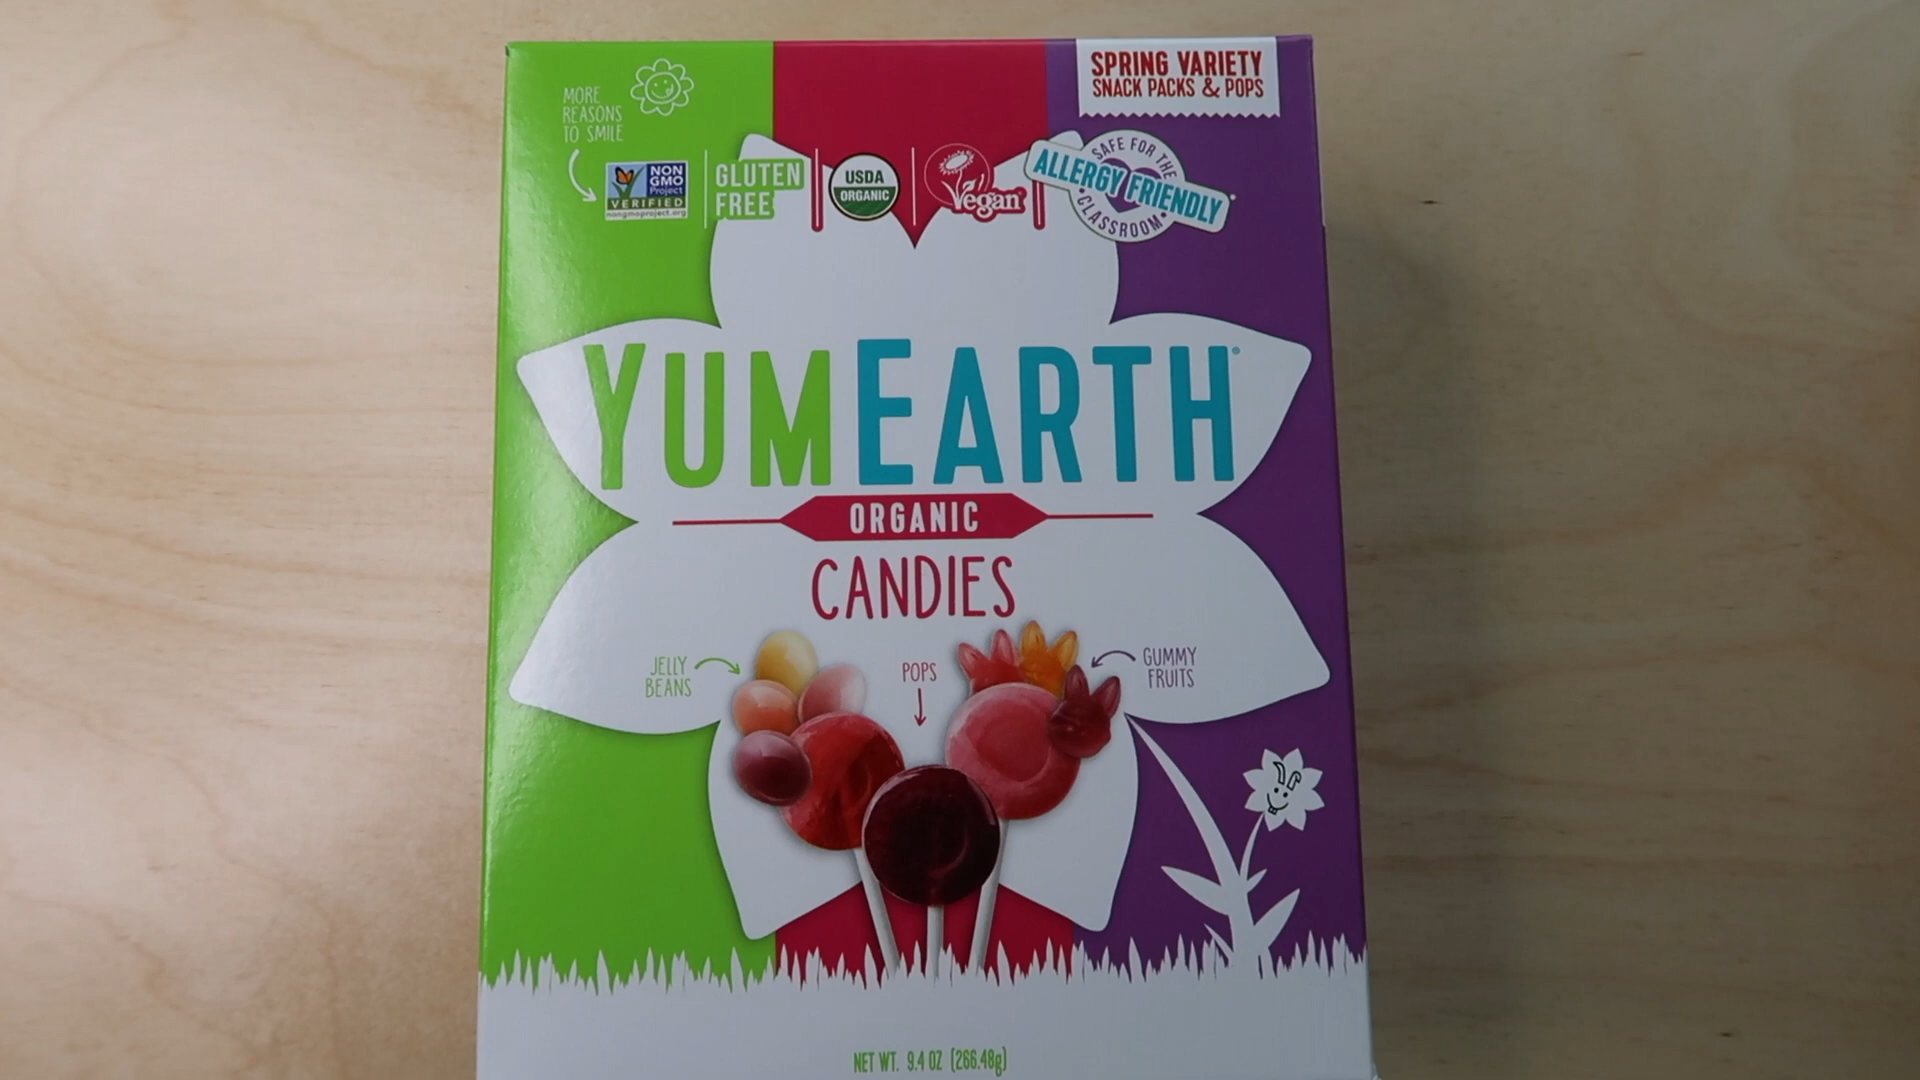 SPRING VARIETY
SNACK PACKS & POPS
MORE
REASONS
TO SMILE
NON
GMO
Project
VERIFIED
nongmoproject.org
GLUTEN
FREE
USDA
ORGANIC
Vegan
SAFE FOR THE
ALLERGY FRIENDLY
CLASSROOM
YUMEARTH®
ORGANIC
CANDIES
JELLY
BEANS
POPS
GUMMY
FRUITS
NET WT. 9.4 OZ (266.48g)